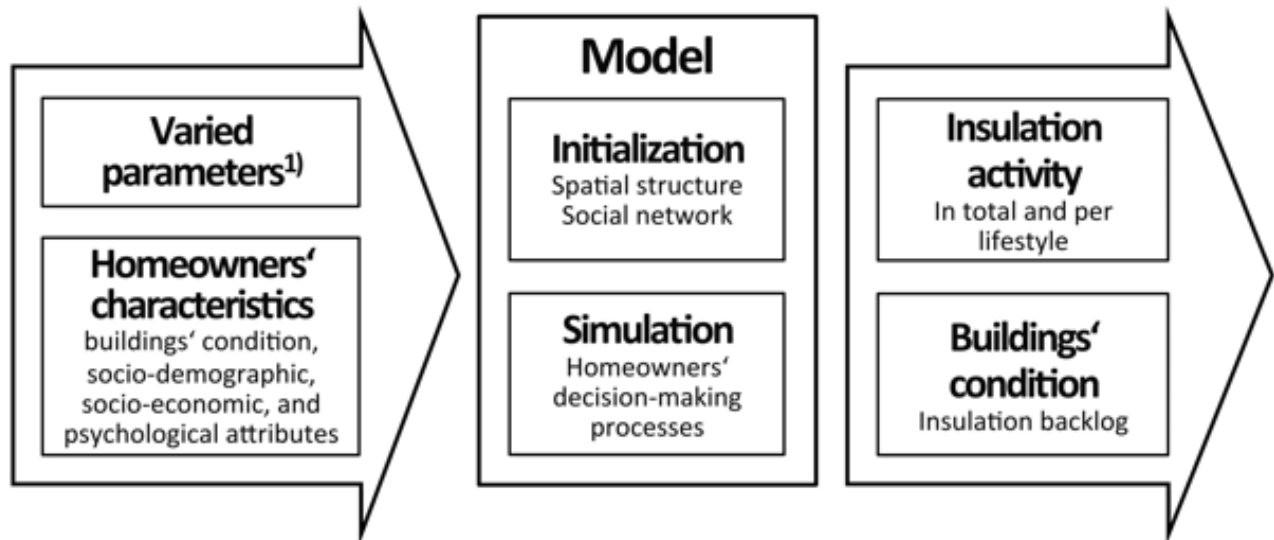 Varied
parameters1)
Homeowners‘
characteristics
buildings‘ condition,
socio-demographic,
socio-economic, and
psychological attributes
Model
Initialization
Spatial structure
Social network
Simulation
Homeowners‘
decision-making
processes
Insulation
activity
In total and per
lifestyle
Buildings‘
condition
Insulation backlog